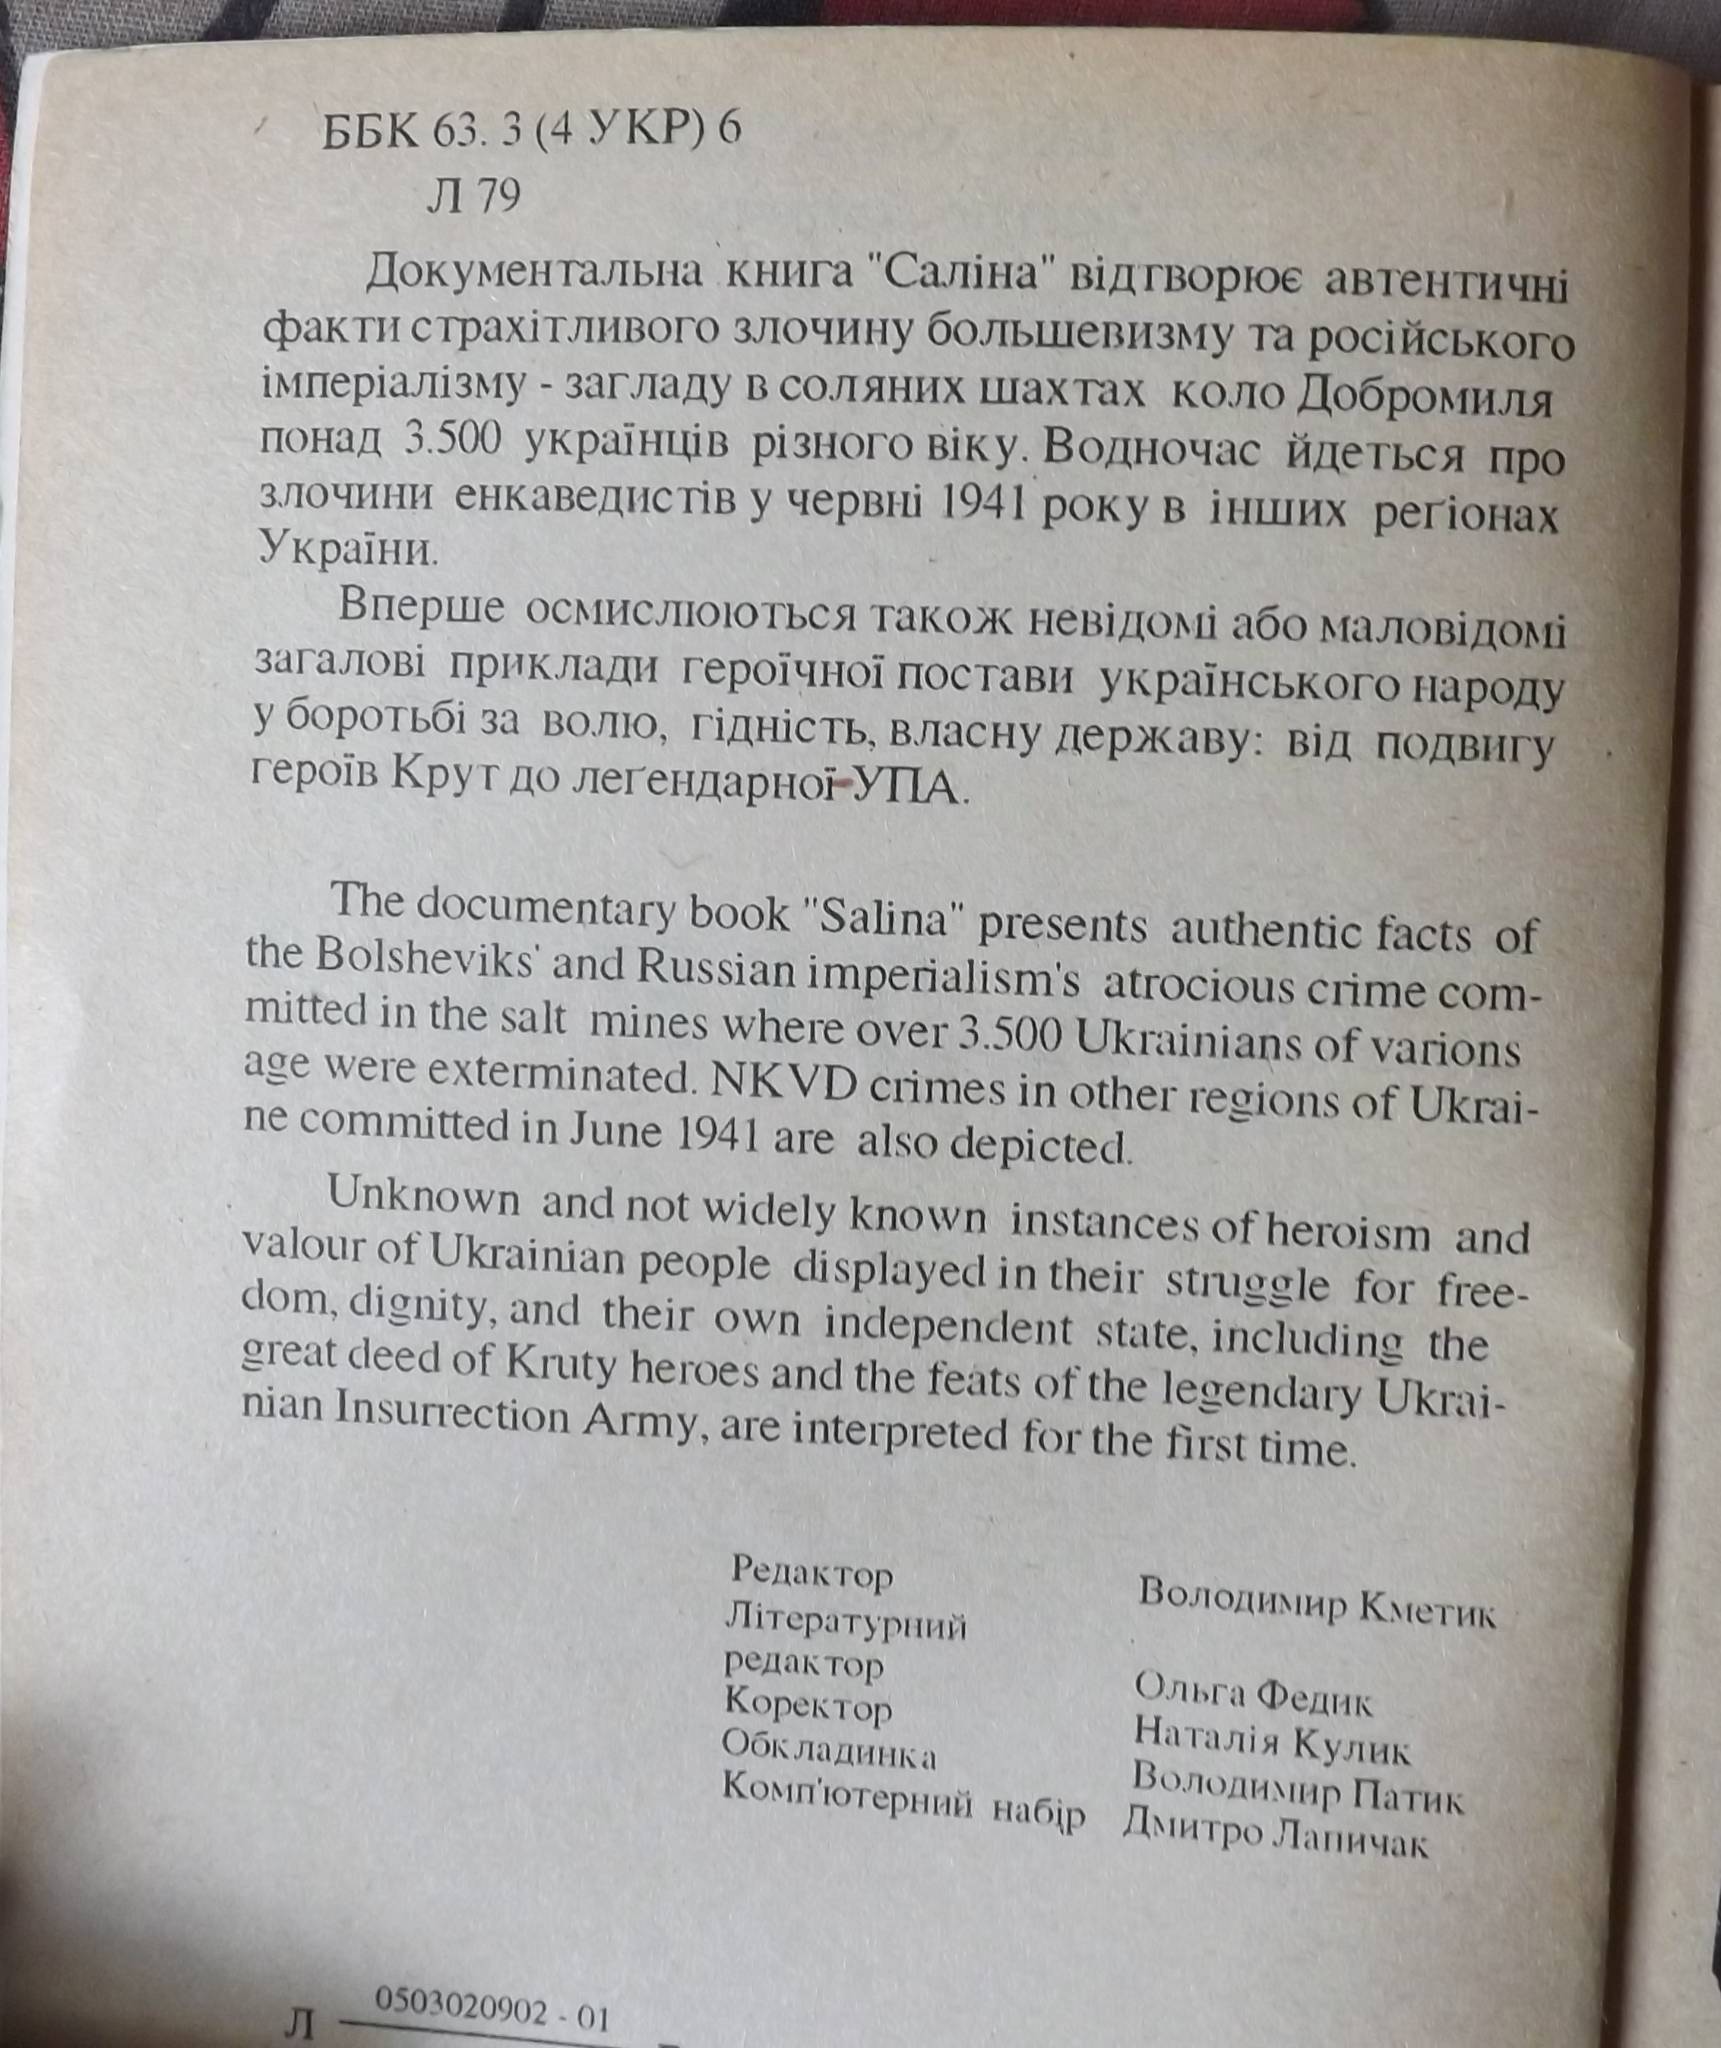 ББК 63. 3 (4 УКР) 6
Л 79
Документальна книга "Саліна" відтворює автентичні
факти страхітливого злочину большевизму та російського
імперіалізму - загладу в соляних шахтах коло Добромиля
понад 3.500 українців різного віку. Водночас йдеться про
злочини енкаведистів у червні 1941 року в інших реґіонах
України.
Вперше осмислюються також невідомі або маловідомі
загалові приклади героїчної постави українського народу
у боротьбі за волю, гідність, власну державу: від подвигу
героїв Крут до леґендарної УПА.
The documentary book "Salina" presents authentic facts of
the Bolsheviks' and Russian imperialism's atrocious crime com-
mitted in the salt mines where over 3.500 Ukrainians of varions
age were exterminated. NKVD crimes in other regions of Ukrai-
ne committed in June 1941 are also depicted.
Unknown and not widely known instances of heroism and
valour of Ukrainian people displayed in their struggle for free-
dom, dignity, and their own independent state, including the
great deed of Kruty heroes and the feats of the legendary Ukrai-
nian Insurrection Army, are interpreted for the first time.
Редактор Володимир Кметик
Літературний
редактор Ольга Федик
Коректор Наталія Кулик
Обкладинка Володимир Патик
Комп'ютерний набір Дмитро Лапичак
Л 0503020902 - 01